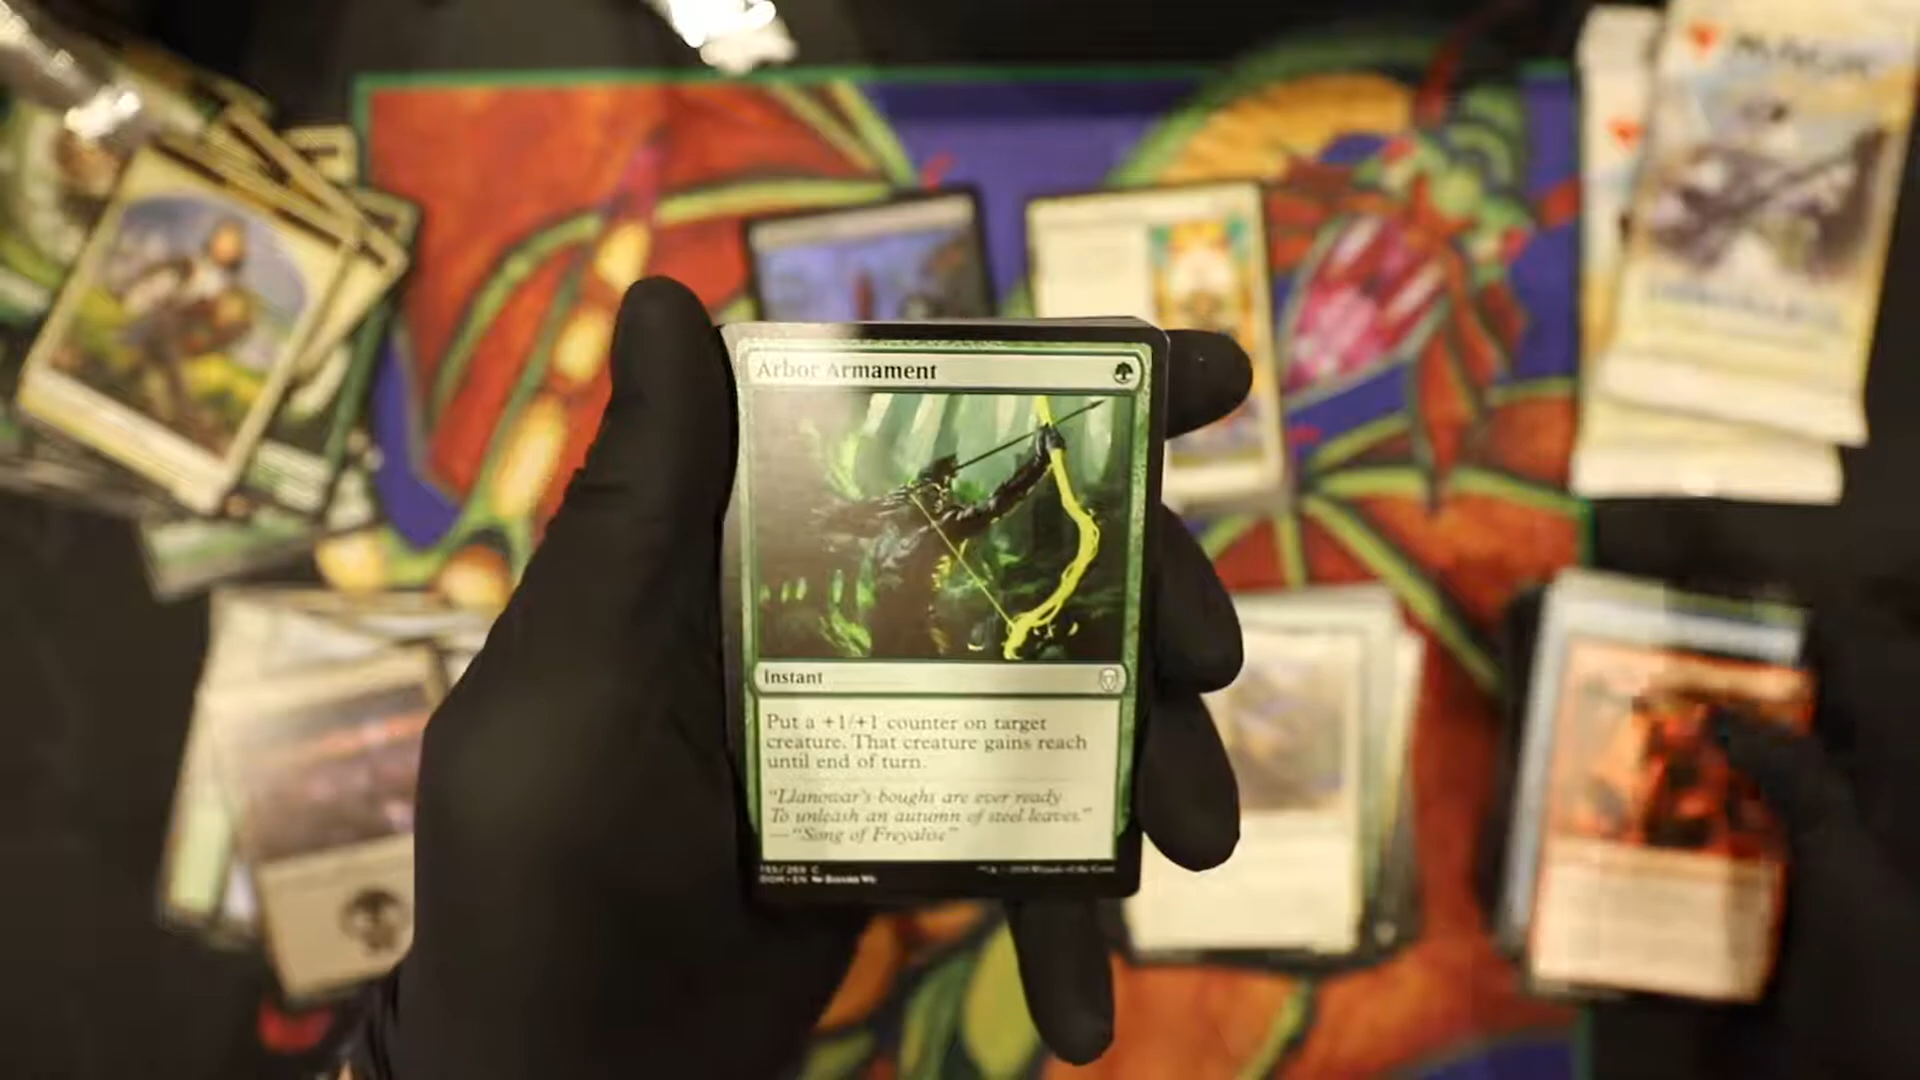 MAGIC
Arbor Armament
Instant
Put a +1/+1 counter on target
creature. That creature gains reach
until end of turn.
"Llanowar's boughs are ever ready
To unleash an autumn of steel leaves."
—"Song of Freyalise"